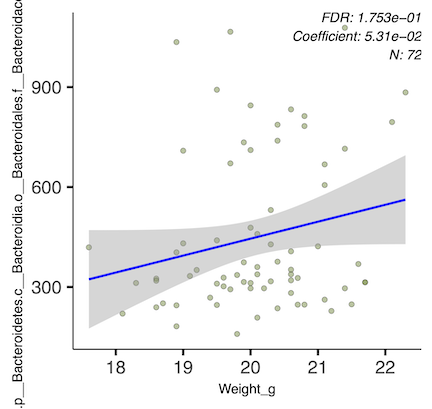 FDR: 1.753e−01
Coefficient: 5.31e−02
N: 72
.p__Bacteroidetes.c__Bacteroidia.o__Bacteroidales.f__Bacteroidace
900
600
300
18 19 20 21 22
Weight_g